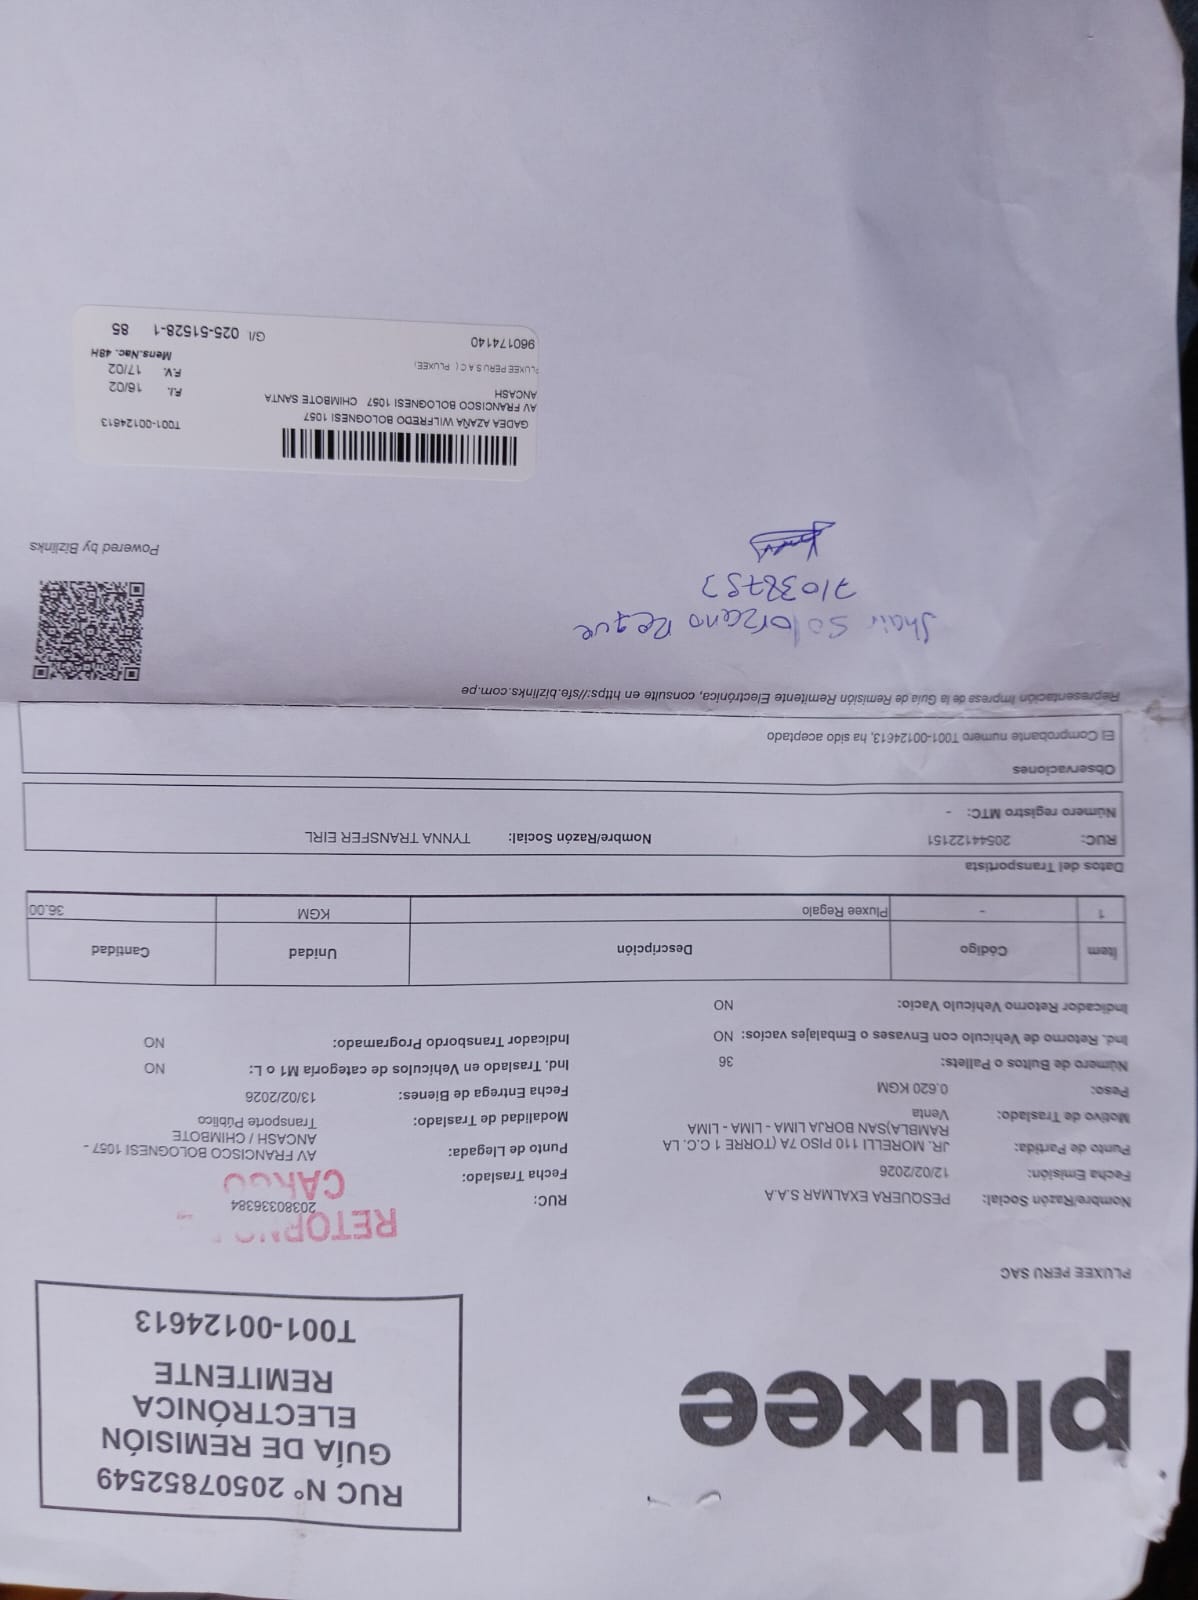 pluxee
RUC N° 20507852549
GUÍA DE REMISIÓN
ELECTRÓNICA
REMITENTE
T001-00124613
PLUXEE PERU SAC
RETORNO
CARGO
Nombre/Razón Social: PESQUERA EXALMAR S.A.A RUC: 20380336384
Fecha Emisión: 12/02/2026 Fecha Traslado:
Punto de Partida: JR. MORELLI 110 PISO 7A (TORRE 1 C.C. LA RAMBLA)SAN BORJA LIMA - LIMA - LIMA
Punto de Llegada: AV FRANCISCO BOLOGNESI 1057 - ANCASH / CHIMBOTE
Motivo de Traslado: Venta Modalidad de Traslado: Transporte Público
Peso: 0.620 KGM Fecha Entrega de Bienes: 13/02/2026
Número de Bultos o Pallets: 36 Ind. Traslado en Vehículos de categoría M1 o L: NO
Ind. Retorno de Vehículo con Envases o Embalajes vacíos: NO Indicador Transbordo Programado: NO
Indicador Retorno Vehículo Vacío: NO
Ítem Código Descripción Unidad Cantidad
1 - Pluxee Regalo KGM 36.00
Datos del Transportista
RUC: 20544122151 Nombre/Razón Social: TYNNA TRANSFER EIRL
Número registro MTC: -
Observaciones
El Comprobante numero T001-00124613, ha sido aceptado
Representación Impresa de la Guía de Remisión Remitente Electrónica, consulte en https://sfe.bizlinks.com.pe
Shair Solorzano Reque
71038753
Powered by Bizlinks
T001-00124613
GADEA AZAÑA WILFREDO BOLOGNESI 1057
AV FRANCISCO BOLOGNESI 1057 CHIMBOTE SANTA
ANCASH
F.I. 16/02
PLUXEE PERU S A C ( PLUXEE)
F.V. 17/02
Mens.Nac. 48H
960174140
G/I. 025-51528-1 85